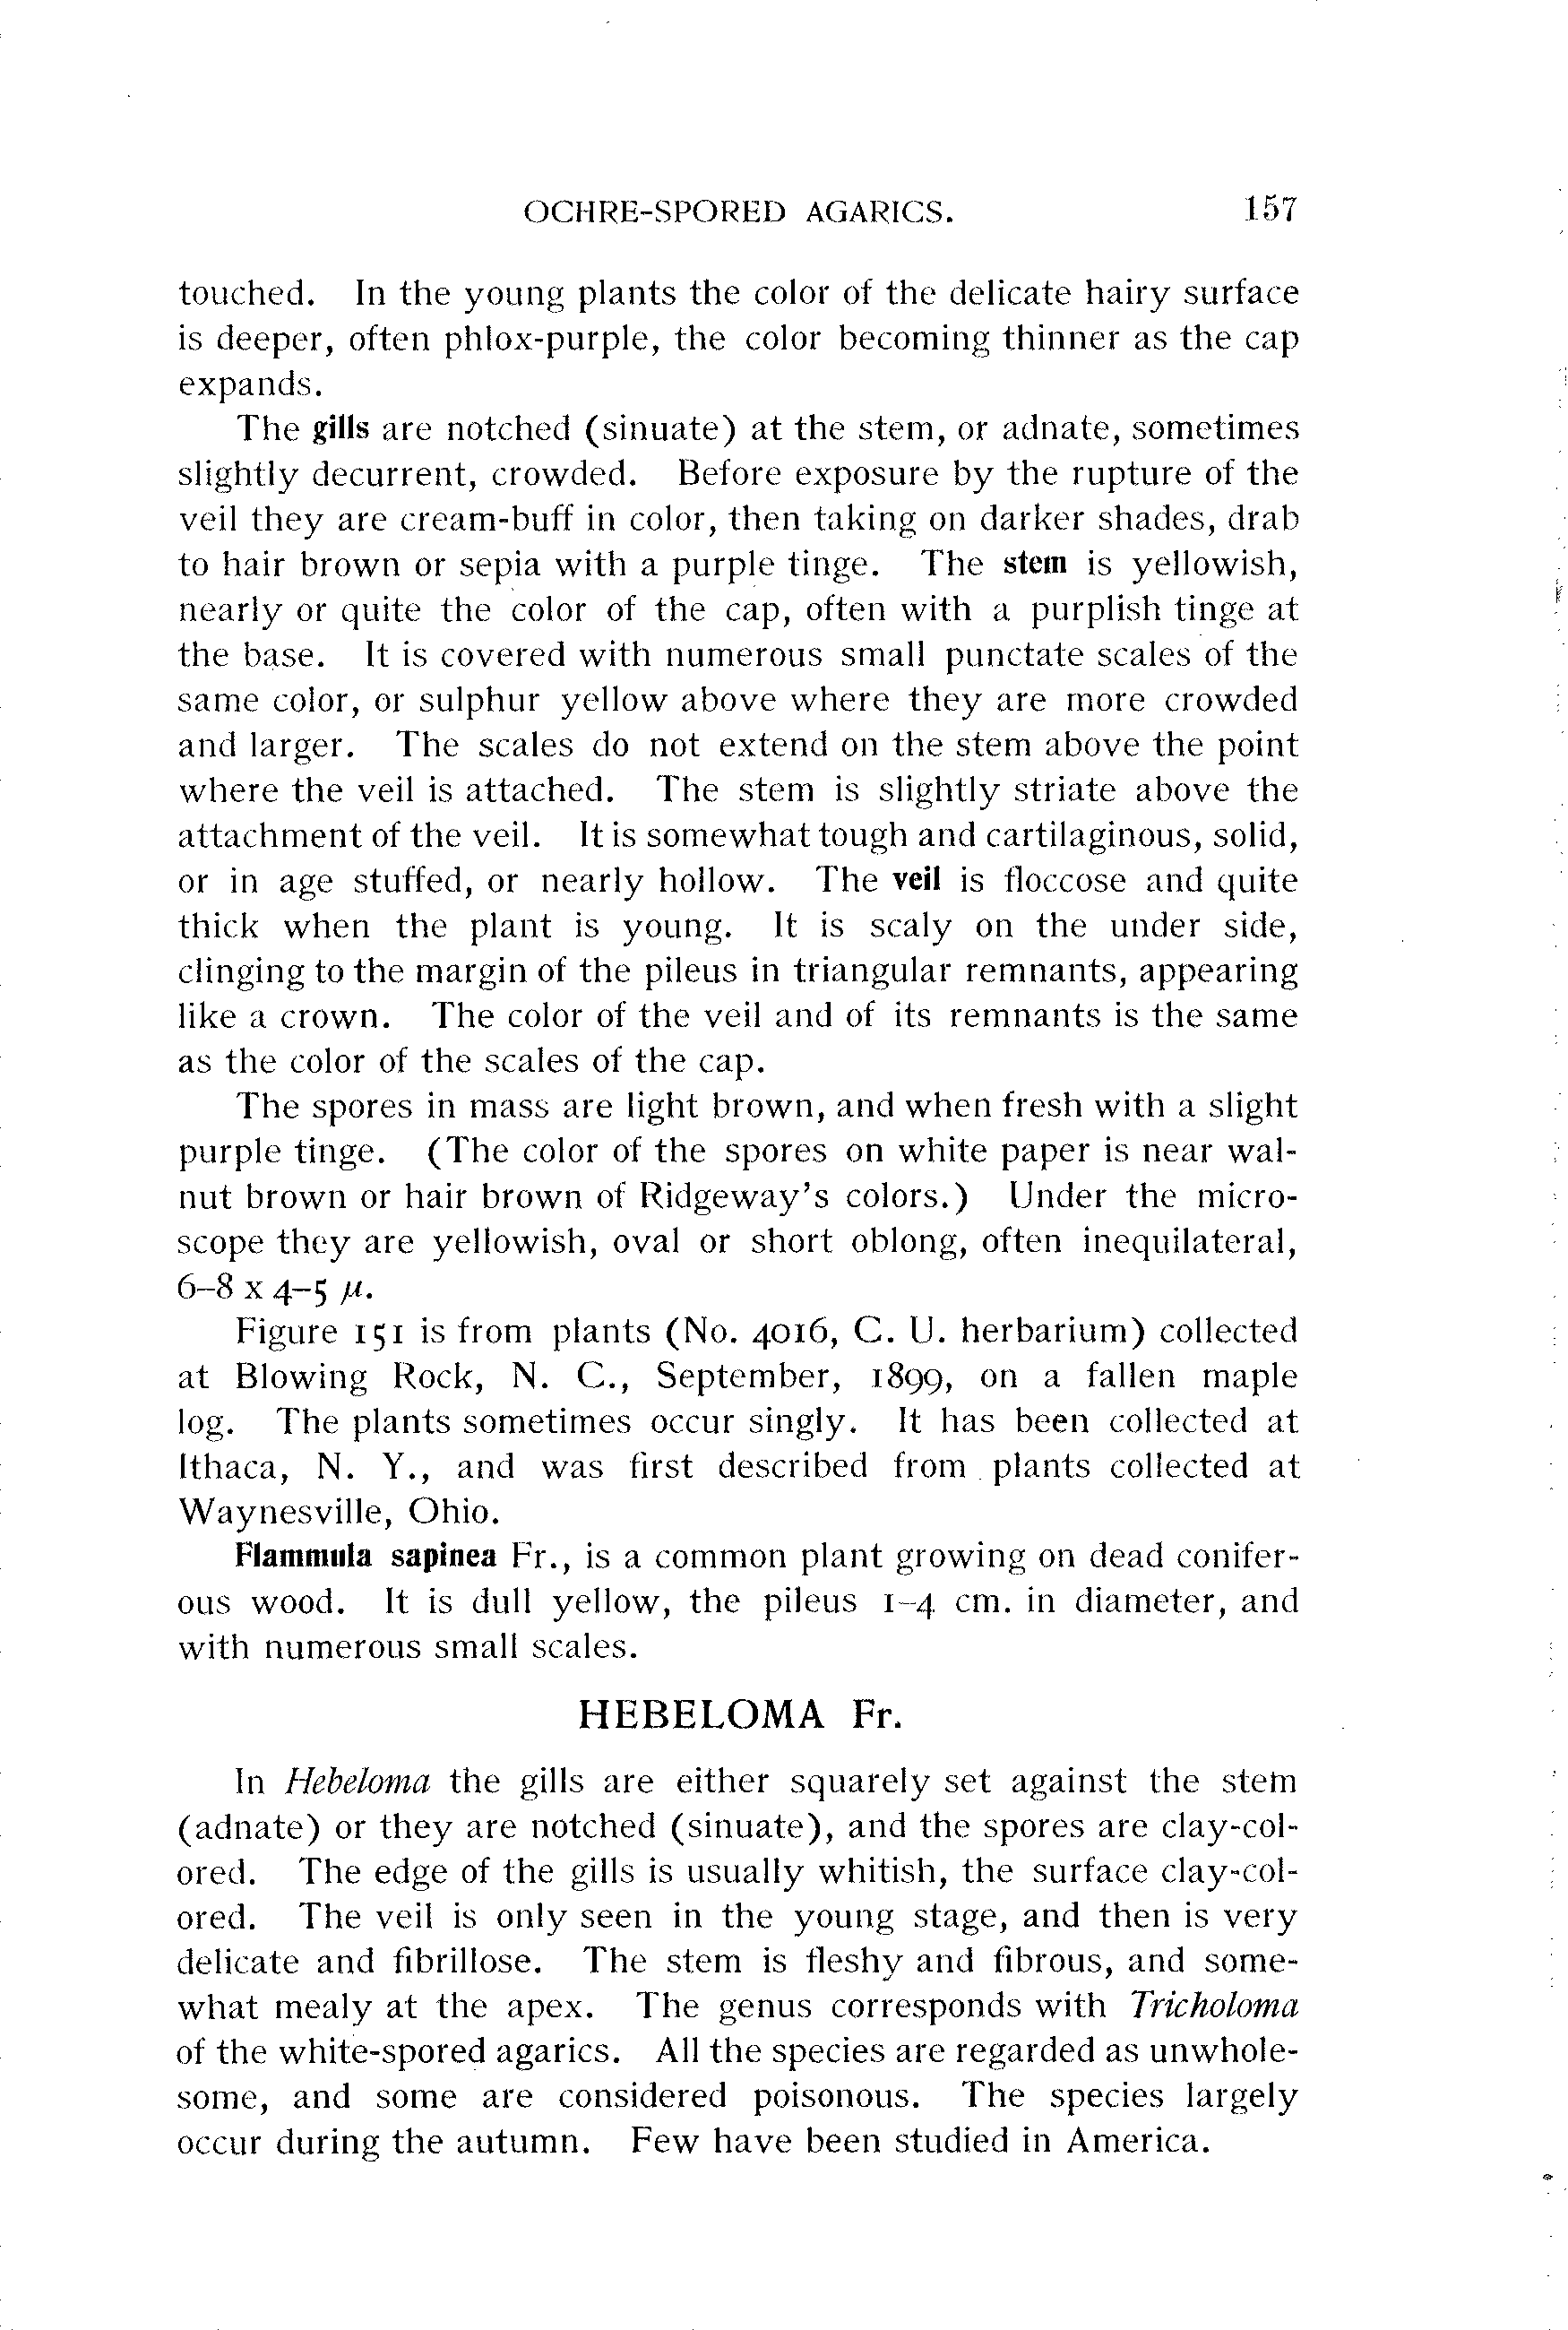 OCHRE-SPORED AGARICS. 157
touched. In the young plants the color of the delicate hairy surface
is deeper, often phlox-purple, the color becoming thinner as the cap
expands.
The gills are notched (sinuate) at the stem, or adnate, sometimes
slightly decurrent, crowded. Before exposure by the rupture of the
veil they are cream-buff in color, then taking on darker shades, drab
to hair brown or sepia with a purple tinge. The stem is yellowish,
nearly or quite the color of the cap, often with a purplish tinge at
the base. It is covered with numerous small punctate scales of the
same color, or sulphur yellow above where they are more crowded
and larger. The scales do not extend on the stem above the point
where the veil is attached. The stem is slightly striate above the
attachment of the veil. It is somewhat tough and cartilaginous, solid,
or in age stuffed, or nearly hollow. The veil is floccose and quite
thick when the plant is young. It is scaly on the under side,
clinging to the margin of the pileus in triangular remnants, appearing
like a crown. The color of the veil and of its remnants is the same
as the color of the scales of the cap.
The spores in mass are light brown, and when fresh with a slight
purple tinge. (The color of the spores on white paper is near wal-
nut brown or hair brown of Ridgeway's colors.) Under the micro-
scope they are yellowish, oval or short oblong, often inequilateral,
6–8 x 4–5 μ.
Figure 151 is from plants (No. 4016, C. U. herbarium) collected
at Blowing Rock, N. C., September, 1899, on a fallen maple
log. The plants sometimes occur singly. It has been collected at
Ithaca, N. Y., and was first described from plants collected at
Waynesville, Ohio.
Flammula sapinea Fr., is a common plant growing on dead conifer-
ous wood. It is dull yellow, the pileus 1–4 cm. in diameter, and
with numerous small scales.
HEBELOMA Fr.
In Hebeloma the gills are either squarely set against the stem
(adnate) or they are notched (sinuate), and the spores are clay-col-
ored. The edge of the gills is usually whitish, the surface clay-col-
ored. The veil is only seen in the young stage, and then is very
delicate and fibrillose. The stem is fleshy and fibrous, and some-
what mealy at the apex. The genus corresponds with Tricholoma
of the white-spored agarics. All the species are regarded as unwhole-
some, and some are considered poisonous. The species largely
occur during the autumn. Few have been studied in America.